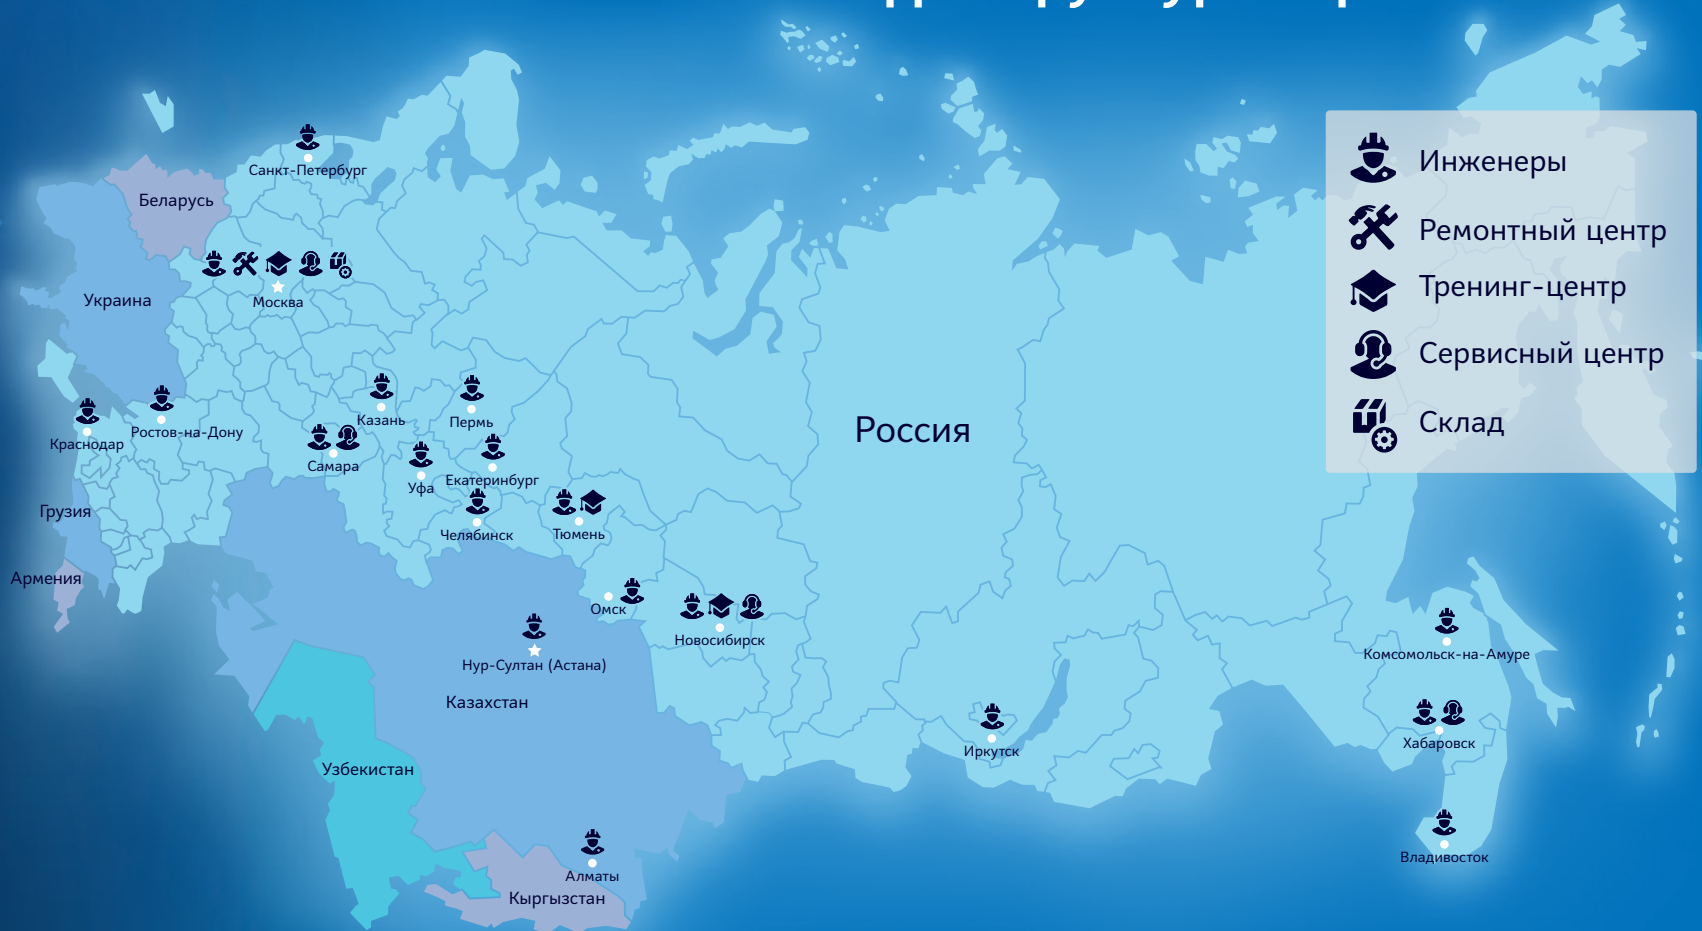 Санкт-Петербург
Беларусь
Украина
Москва
Инженеры
Ремонтный центр
Тренинг-центр
Сервисный центр
Склад
Россия
Казань
Пермь
Краснодар
Ростов-на-Дону
Самара
Уфа
Екатеринбург
Грузия
Челябинск
Тюмень
Армения
Омск
Новосибирск
Нур-Султан (Астана)
Казахстан
Комсомольск-на-Амуре
Иркутск
Хабаровск
Узбекистан
Владивосток
Алматы
Кыргызстан